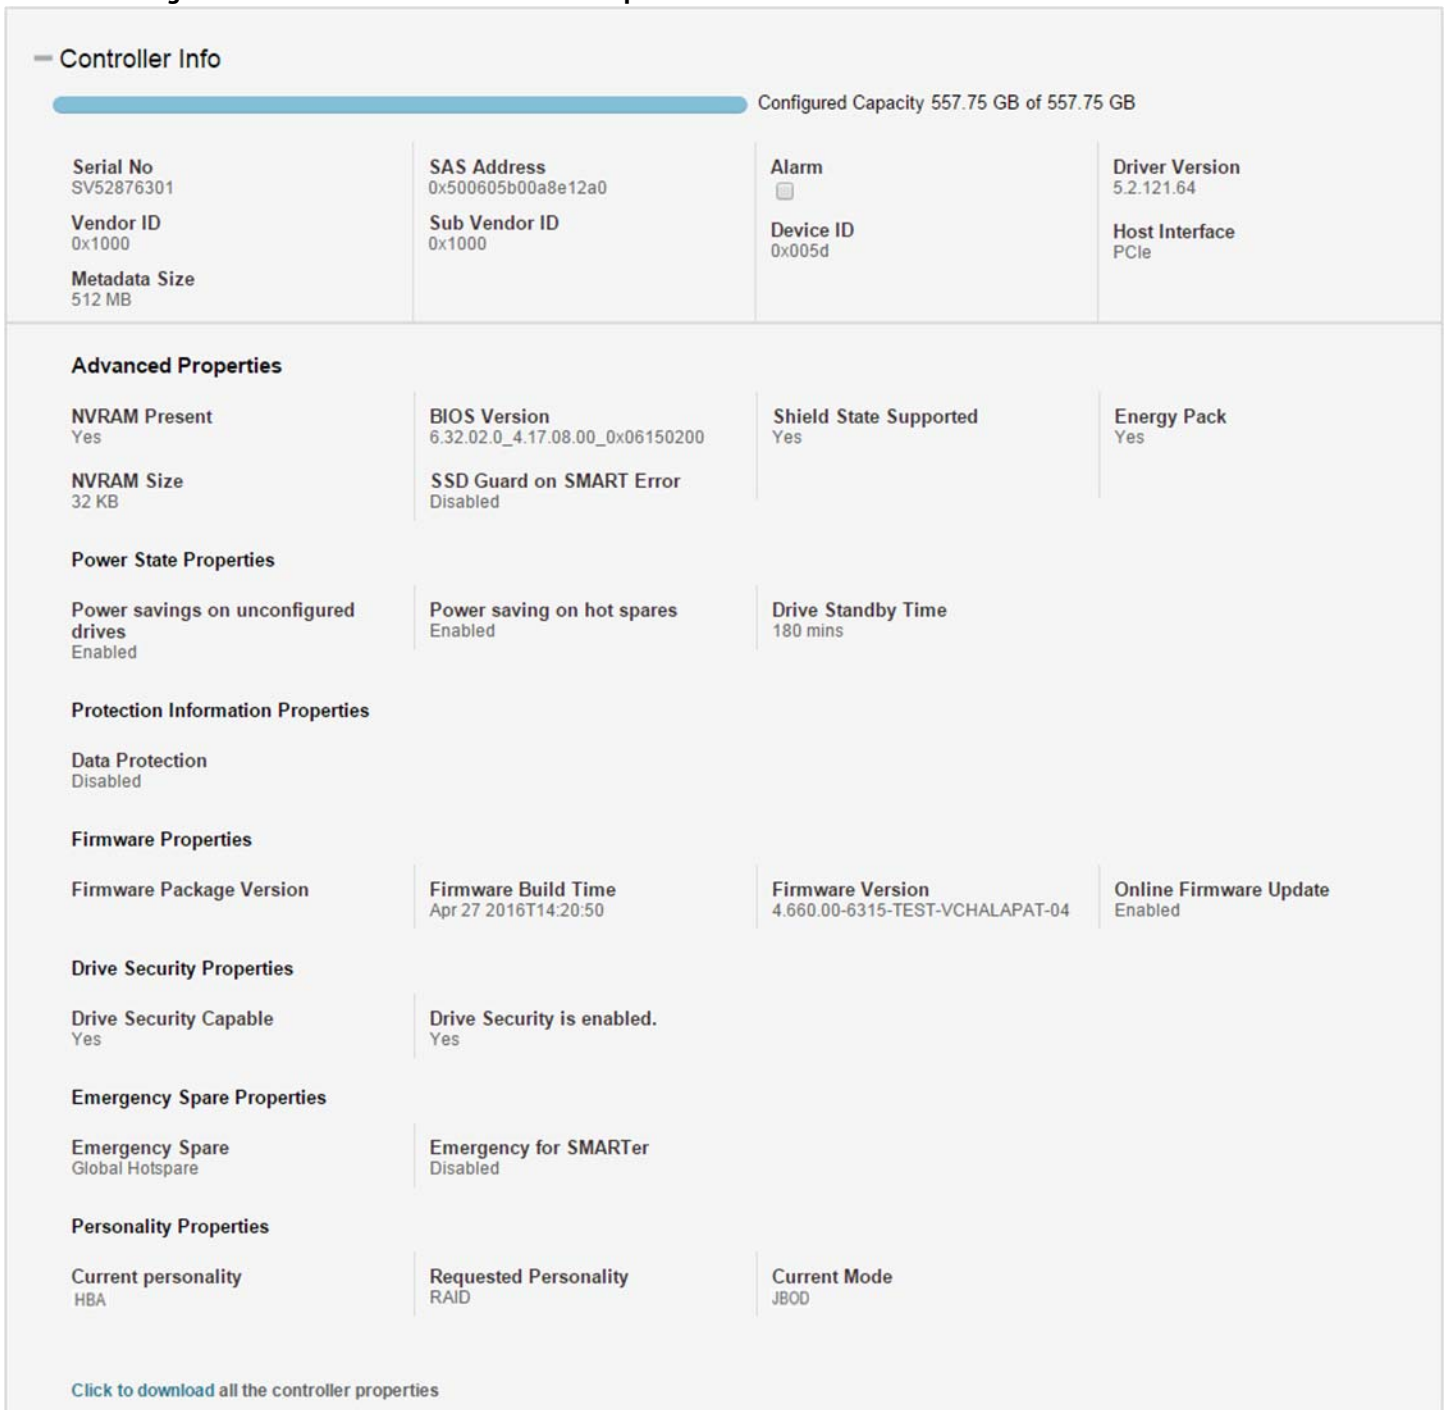 Controller Info
Configured Capacity 557.75 GB of 557.75 GB
Serial No
SV52876301
Vendor ID
0x1000
Metadata Size
512 MB
SAS Address
0x500605b00a8e12a0
Sub Vendor ID
0x1000
Alarm
Device ID
0x005d
Driver Version
5.2.121.64
Host Interface
PCIe
Advanced Properties
NVRAM Present
Yes
NVRAM Size
32 KB
BIOS Version
6.32.02.0_4.17.08.00_0x06150200
SSD Guard on SMART Error
Disabled
Shield State Supported
Yes
Energy Pack
Yes
Power State Properties
Power savings on unconfigured
drives
Enabled
Power saving on hot spares
Enabled
Drive Standby Time
180 mins
Protection Information Properties
Data Protection
Disabled
Firmware Properties
Firmware Package Version
Firmware Build Time
Apr 27 2016T14:20:50
Firmware Version
4.660.00-6315-TEST-VCHALAPAT-04
Online Firmware Update
Enabled
Drive Security Properties
Drive Security Capable
Yes
Drive Security is enabled.
Yes
Emergency Spare Properties
Emergency Spare
Global Hotspare
Emergency for SMARTer
Disabled
Personality Properties
Current personality
HBA
Requested Personality
RAID
Current Mode
JBOD
Click to download all the controller properties